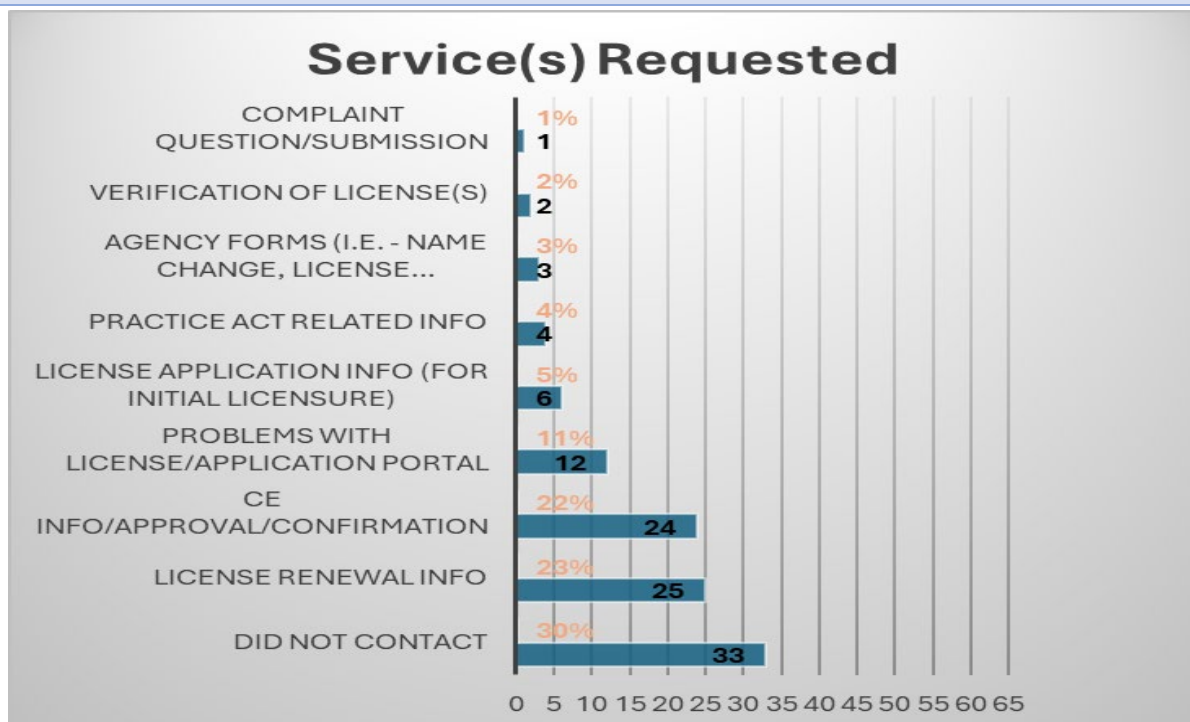 Service(s) Requested
COMPLAINT
QUESTION/SUBMISSION
1%
1
VERIFICATION OF LICENSE(S)
2%
2
AGENCY FORMS (I.E. - NAME
CHANGE, LICENSE...
3%
3
PRACTICE ACT RELATED INFO
4%
4
LICENSE APPLICATION INFO (FOR
INITIAL LICENSURE)
5%
6
PROBLEMS WITH
LICENSE/APPLICATION PORTAL
11%
12
CE
INFO/APPROVAL/CONFIRMATION
22%
24
LICENSE RENEWAL INFO
23%
25
DID NOT CONTACT
30%
33
0 5 10 15 20 25 30 35 40 45 50 55 60 65